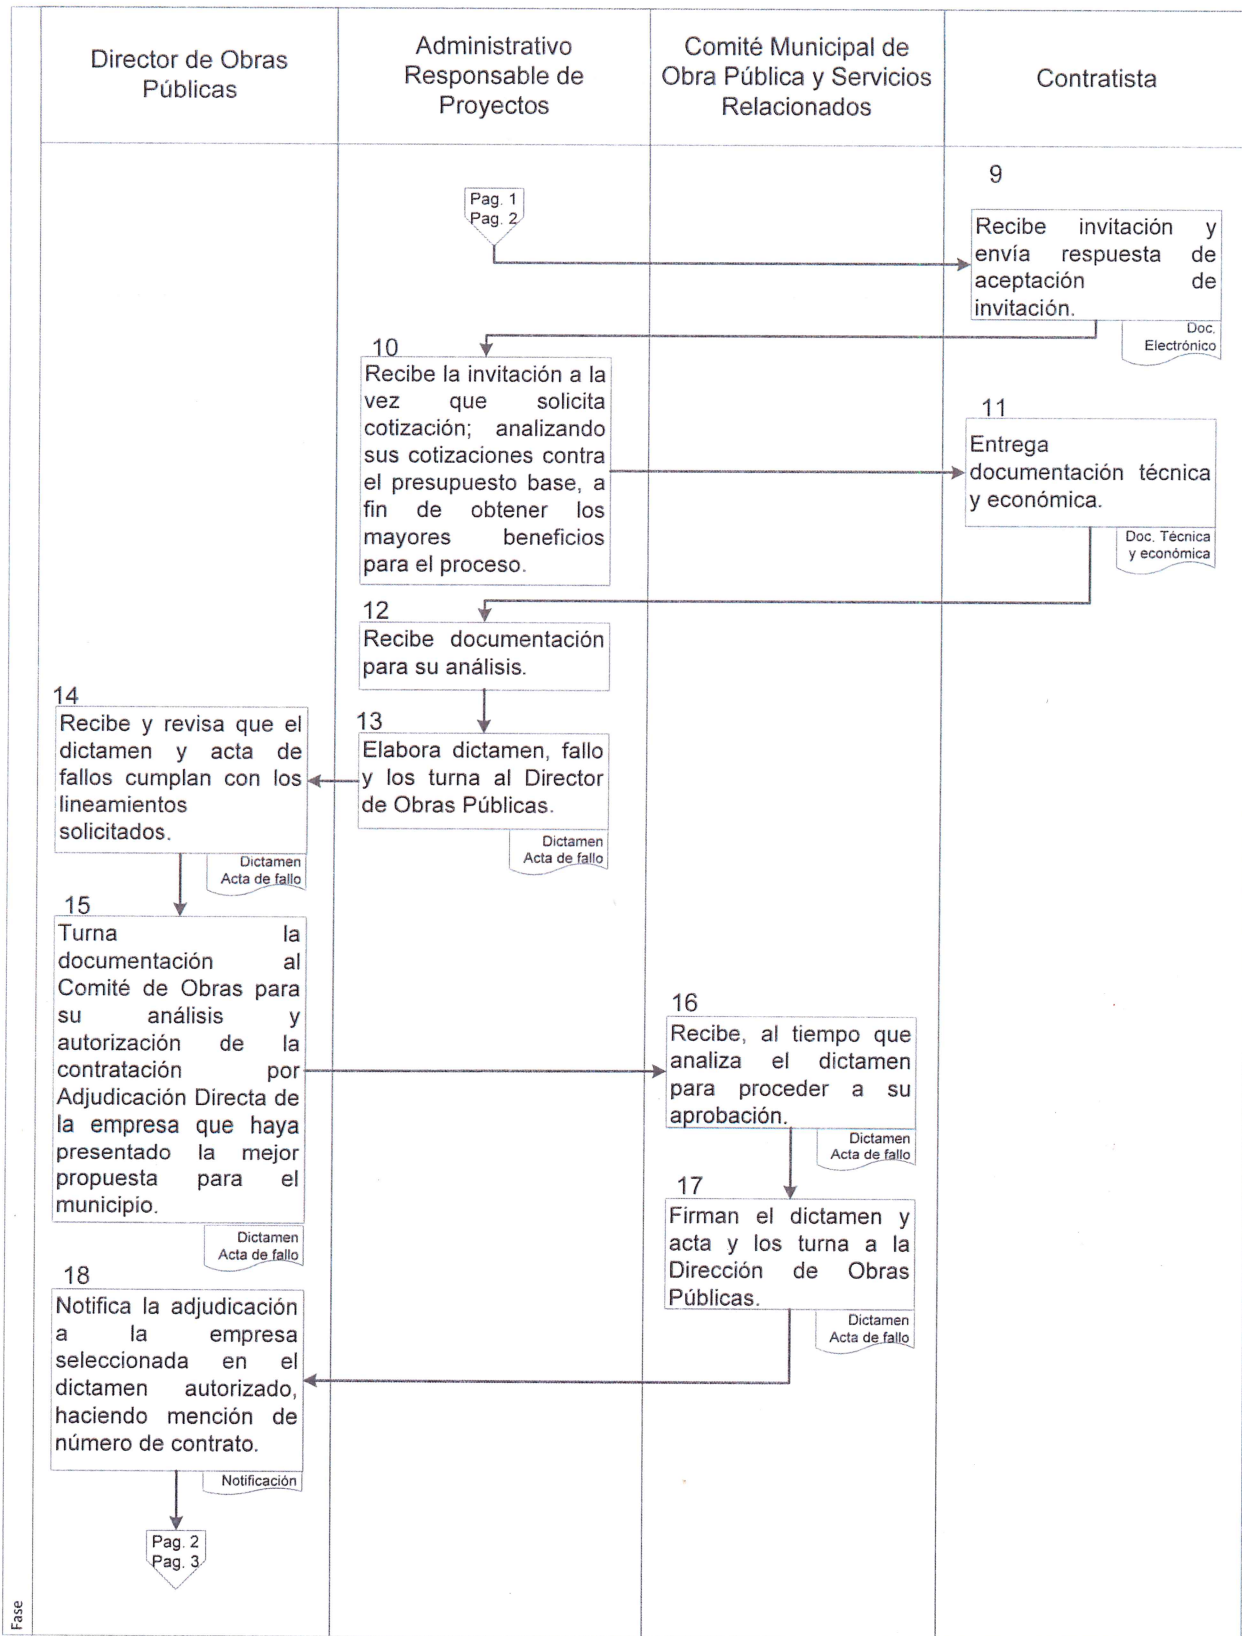 Director de Obras
Públicas
Administrativo
Responsable de
Proyectos
Comité Municipal de
Obra Pública y Servicios
Relacionados
Contratista
Pag. 1
Pag. 2
9
Recibe invitación y
envía respuesta de
aceptación de
invitación.
Doc.
Electrónico
10
Recibe la invitación a la
vez que solicita
cotización; analizando
sus cotizaciones contra
el presupuesto base, a
fin de obtener los
mayores beneficios
para el proceso.
11
Entrega
documentación técnica
y económica.
Doc. Técnica
y económica
12
Recibe documentación
para su análisis.
13
Elabora dictamen, fallo
y los turna al Director
de Obras Públicas.
Dictamen
Acta de fallo
14
Recibe y revisa que el
dictamen y acta de
fallos cumplan con los
lineamientos
solicitados.
Dictamen
Acta de fallo
15
Turna la
documentación al
Comité de Obras para
su análisis y
autorización de la
contratación por
Adjudicación Directa de
la empresa que haya
presentado la mejor
propuesta para el
municipio.
Dictamen
Acta de fallo
16
Recibe, al tiempo que
analiza el dictamen
para proceder a su
aprobación.
Dictamen
Acta de fallo
17
Firman el dictamen y
acta y los turna a la
Dirección de Obras
Públicas.
Dictamen
Acta de fallo
18
Notifica la adjudicación
a la empresa
seleccionada en el
dictamen autorizado,
haciendo mención de
número de contrato.
Notificación
Pag. 2
Pag. 3
Fase